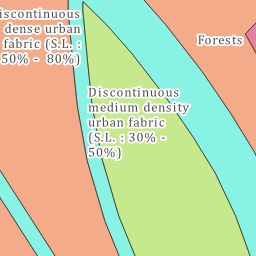 iscontinuous
dense urban
fabric (S.L. :
50% - 80%)
Forests
Discontinuous
medium density
urban fabric
(S.L. : 30% -
50%)